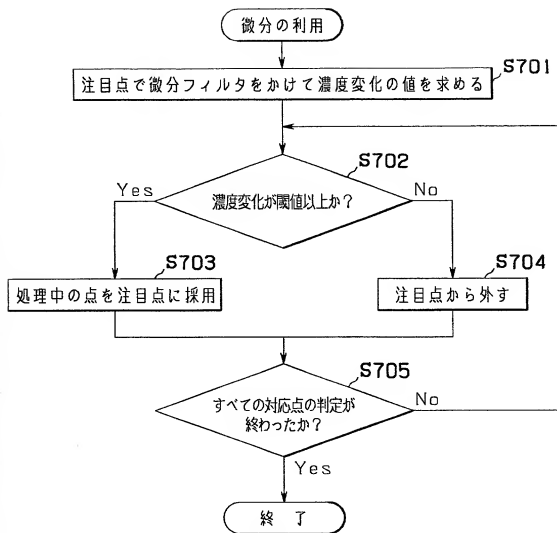 微分の利用
S701
注目点で微分フィルタをかけて濃度変化の値を求める
S702
濃度変化が閾値以上か?
Yes
No
S703
処理中の点を注目点に採用
S704
注目点から外す
S705
すべての対応点の判定が
終わったか?
No
Yes
終了